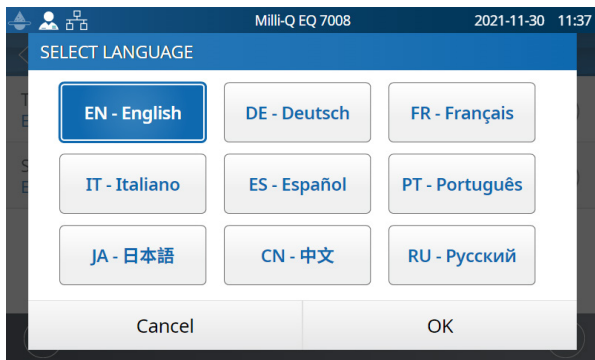 Milli-Q EQ 7008 2021-11-30 11:37
SELECT LANGUAGE
EN - English DE - Deutsch FR - Français
IT - Italiano ES - Español PT - Português
JA - 日本語 CN - 中文 RU - Русский
Cancel OK